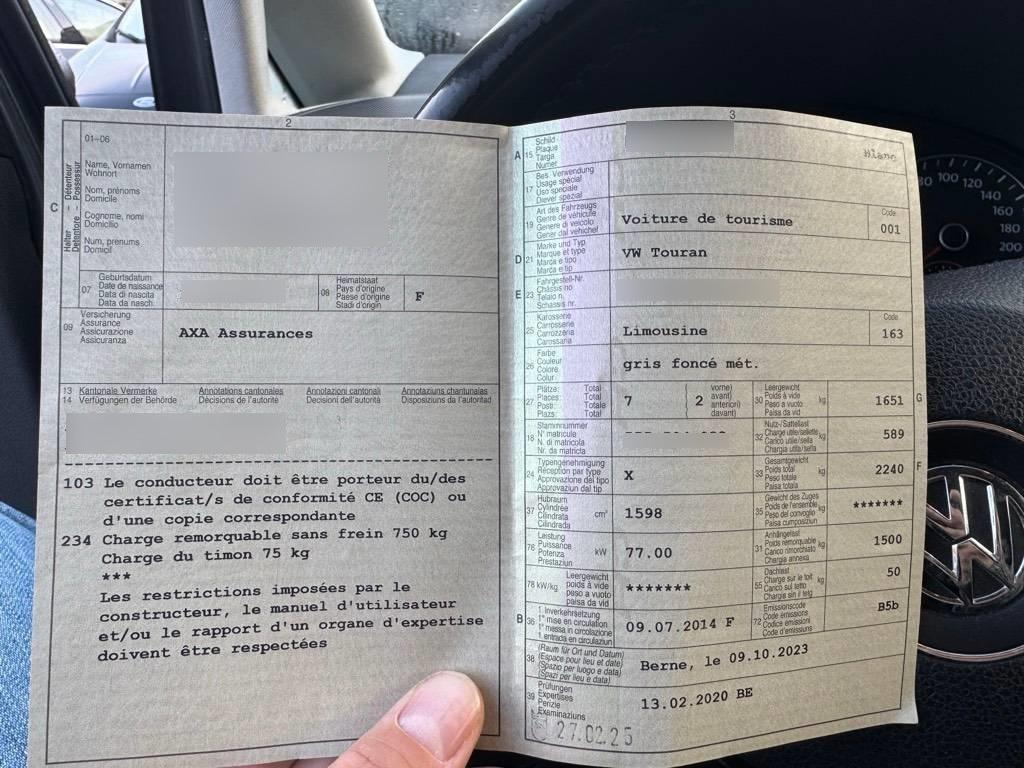 2
01-06
Name, Vornamen
Wohnort
Nom, prénoms
Domicile
Cognome, nomi
Domicilio
Num, prenums
Domicil
C
Halter - Détenteur
Detentore - Possessur
07
Geburtsdatum
Date de naissance
Data di nascita
Data da nasch.
08
Heimatstaat
Pays d'origine
Paese d'origine
Stadi d'origin
F
09
Versicherung
Assurance
Assicurazione
Assicuranza
AXA Assurances
13 Kantonale Vermerke Annotations cantonales Annotazioni cantonali Annotaziuns chantunalas
14 Verfügungen der Behörde Décisions de l'autorité Decisioni dell'autorità Disposiziuns da l'autoritad
103 Le conducteur doit être porteur du/des
certificat/s de conformité CE (COC) ou
d'une copie correspondante
234 Charge remorquable sans frein 750 kg
Charge du timon 75 kg
***
Les restrictions imposées par le
constructeur, le manuel d'utilisateur
et/ou le rapport d'un organe d'expertise
doivent être respectées
3
A 15
Schild
Plaque
Targa
Numer
Blanc
17
Bes. Verwendung
Usage spécial
Uso speciale
Diever spezial
19
Art des Fahrzeugs
Genre de véhicule
Genere di veicolo
Gener dal vehichel
Voiture de tourisme
Code
001
D 21
Marke und Typ
Marque et type
Marca e tipo
Marca e tip
VW Touran
E 23
Fahrgestell-Nr.
Châssis no
Telaio n.
Schassis nr.
25
Karosserie
Carrosserie
Carrozzeria
Carossaria
Limousine
Code
163
26
Farbe
Couleur
Colore
Colur
gris foncé mét.
27
Plätze: Total
Places: Total
Posti: Totale
Plazs: Total
7
( 2
vorne)
avant)
anteriori)
davant)
30
Leergewicht
Poids à vide
Peso a vuoto
Paisa da vid
kg
1651
G
18
Stammnummer
N° matricule
N. di matricola
Nr. da matricla
32
Nutz-/Sattellast
Charge utile/sellette
Carico utile/sella
Chargia utila/sella
kg
589
24
Typengenehmigung
Réception par type
Approvazione del tipo
Approvaziun dal tip
X
33
Gesamtgewicht
Poids total
Peso totale
Paisa totala
kg
2240
F
37
Hubraum
Cylindrée
Cilindrata
Cilindrada
cm³
1598
35
Gewicht des Zuges
Poids de l'ensemble
Peso del convoglio
Paisa cumposiziun
kg
*******
76
Leistung
Puissance
Potenza
Prestaziun
kW
77.00
31
Anhängelast
Poids remorquable
Carico rimorchiato
Chargia annexa
kg
1500
78 kW/kg
Leergewicht
poids à vide
peso a vuoto
paisa da vid
*******
55
Dachlast
Charge sur le toit
Carico sul tetto
Chargia sin il tetg
kg
50
B 36
1. Inverkehrsetzung
1re mise en circulation
1a messa in circolazione
1. entrada en circulaziun
09.07.2014 F
72
Emissionscode
Code émissions
Codice emissioni
Code d'emissiuns
B5b
38
(Raum für Ort und Datum)
(Espace pour lieu et date)
(Spazio per luogo e data)
(Spazi per lieu e data)
Berne, le 09.10.2023
39
Prüfungen
Expertises
Perizie
Examinaziuns
13.02.2020 BE
27.02.25
80 100 120 140 160 180 200